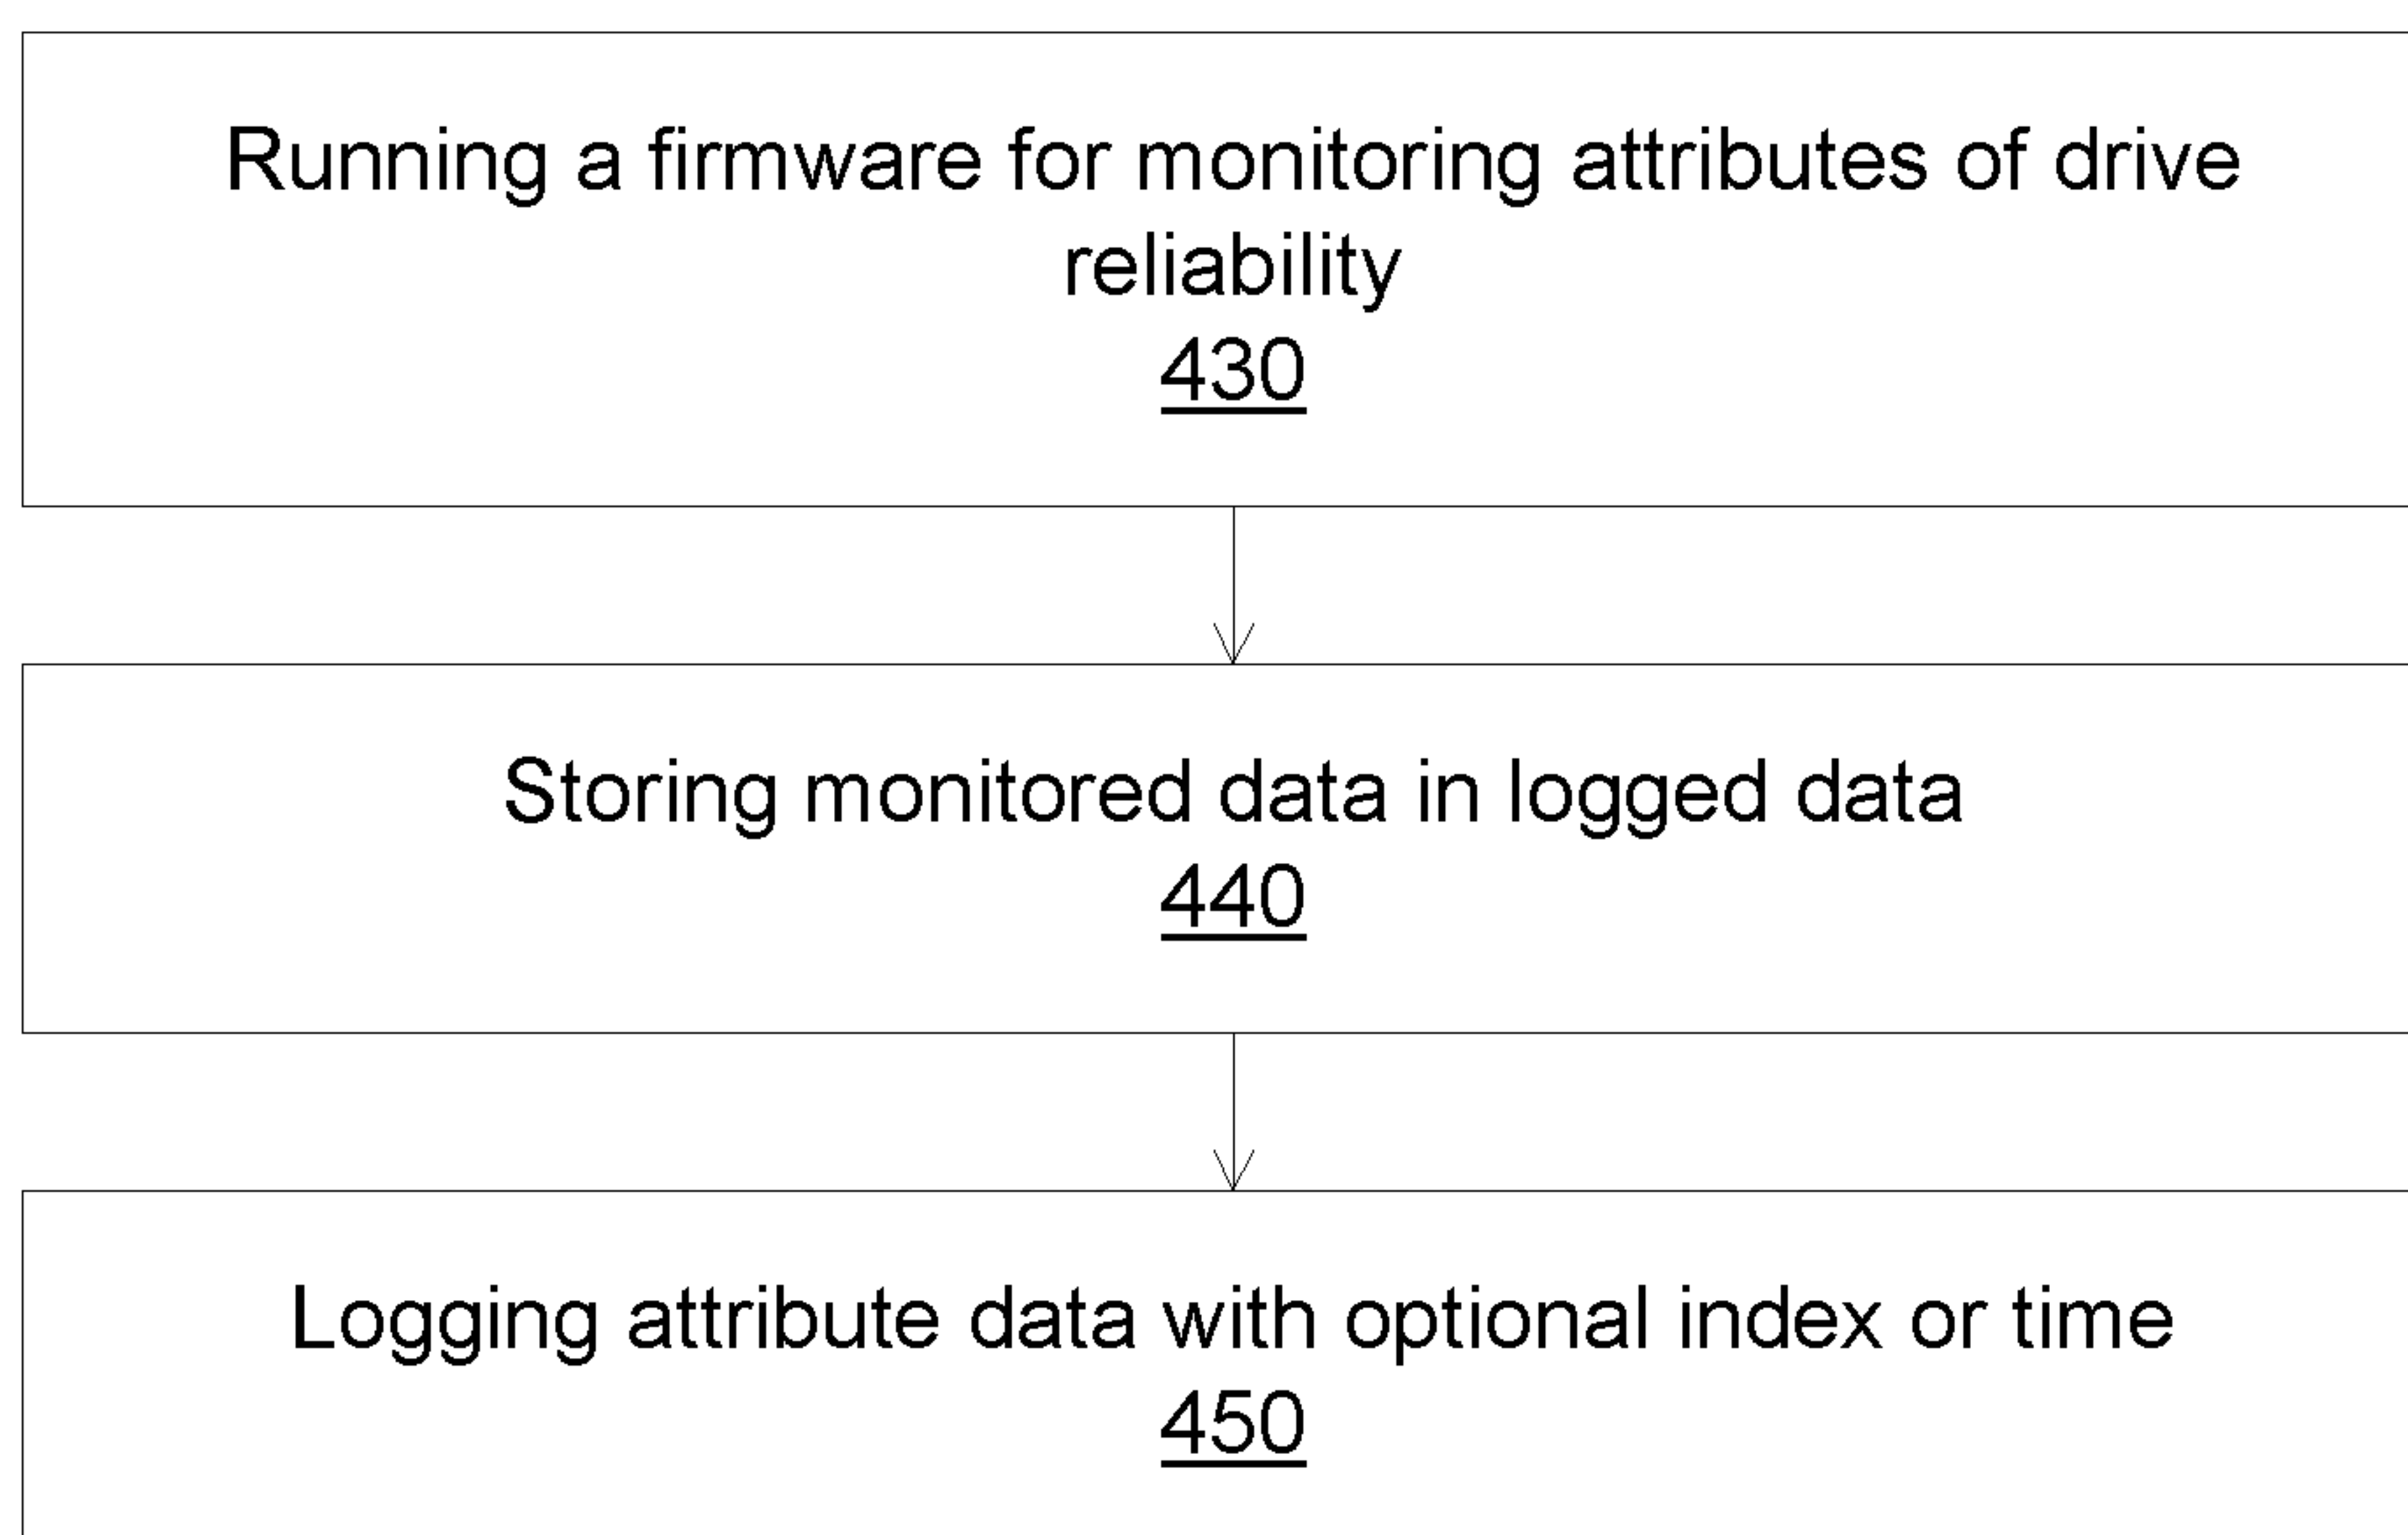 Running a firmware for monitoring attributes of drive
reliability
430
Storing monitored data in logged data
440
Logging attribute data with optional index or time
450